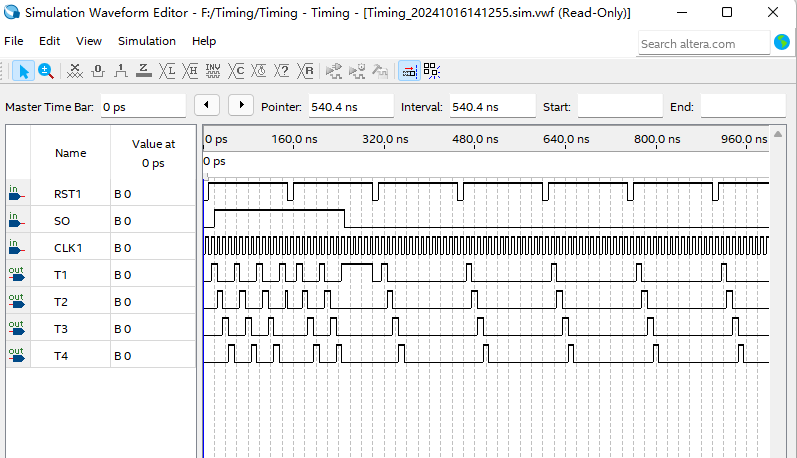 Simulation Waveform Editor - F:/Timing/Timing - Timing - [Timing_20241016141255.sim.vwf (Read-Only)]
File Edit View Simulation Help
Search altera.com
0 1 Z L H INV C ? R
Master Time Bar: 0 ps Pointer: 540.4 ns Interval: 540.4 ns Start: End:
Name Value at 0 ps
0 ps 160.0 ns 320.0 ns 480.0 ns 640.0 ns 800.0 ns 960.0 ns
0 ps
in RST1 B 0
in SO B 0
in CLK1 B 0
out T1 B 0
out T2 B 0
out T3 B 0
out T4 B 0